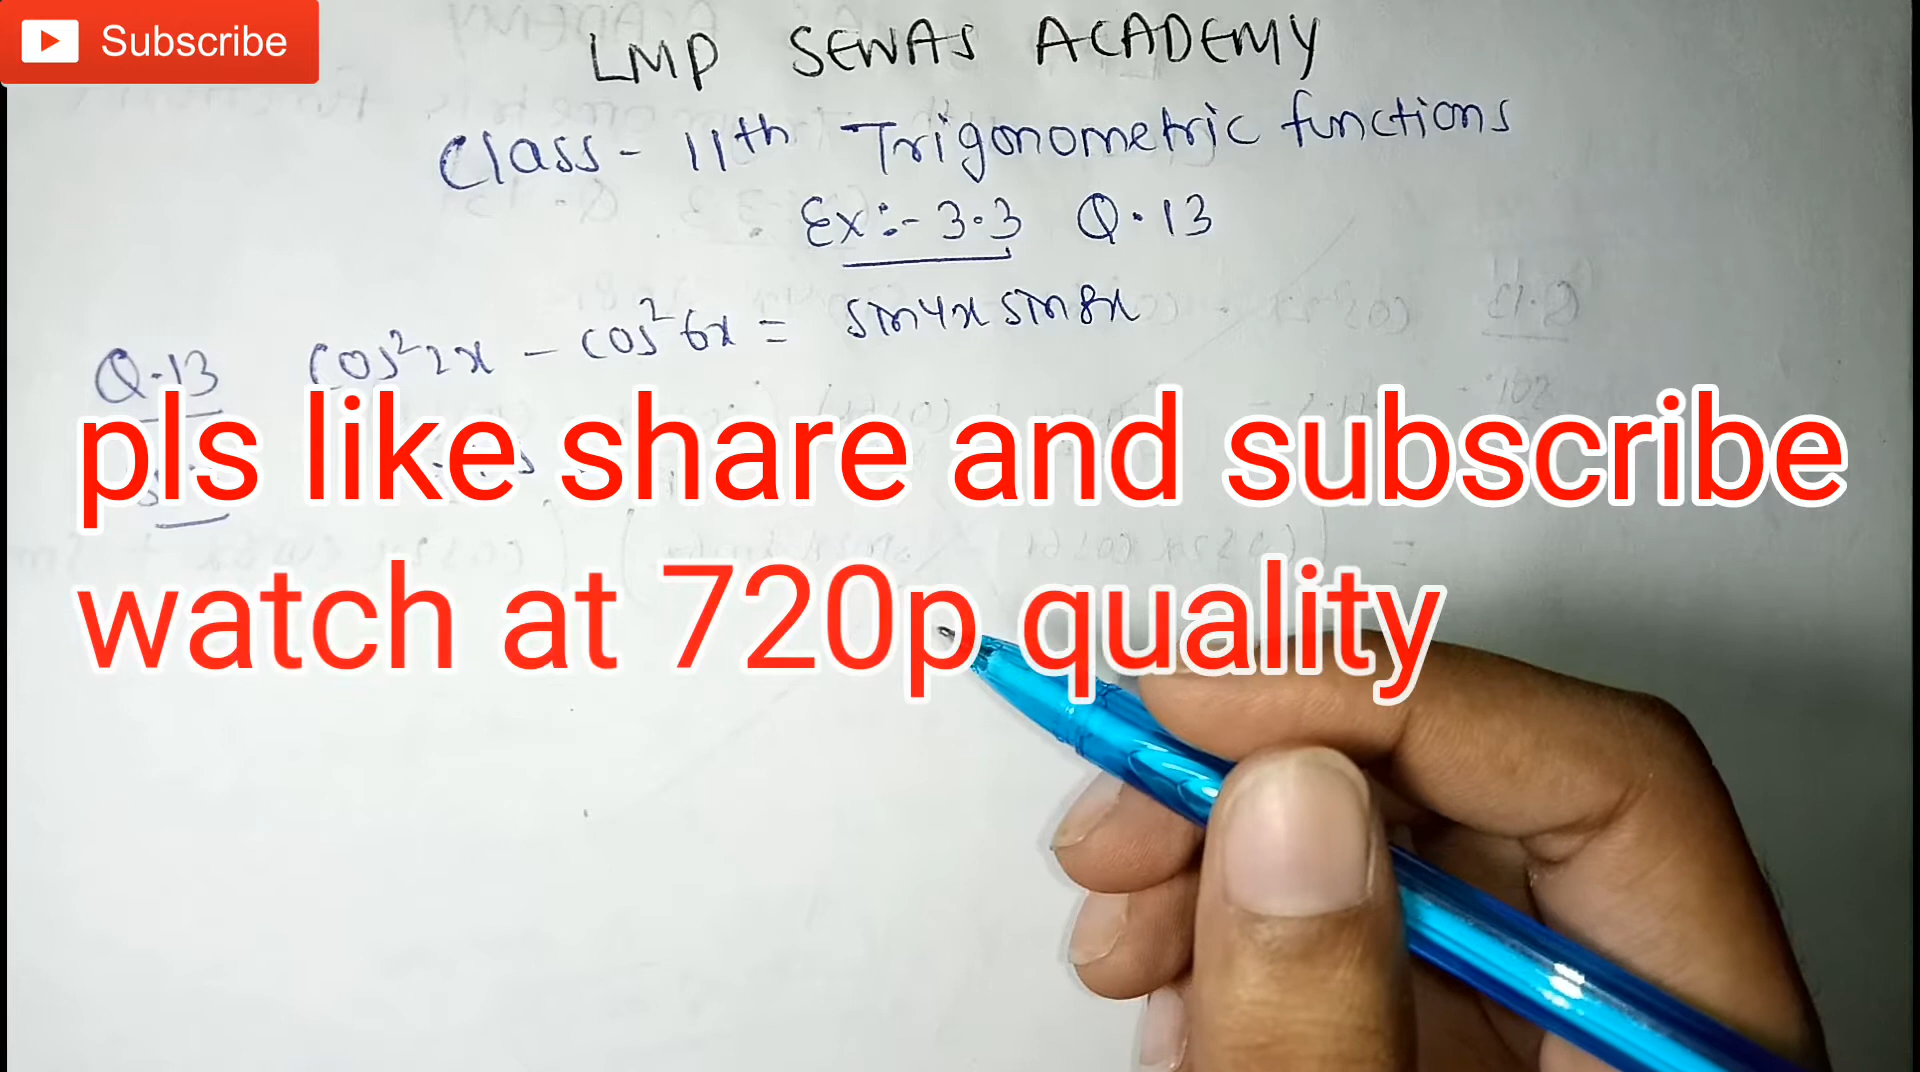 Subscribe
LMP SEWAS ACADEMY
Class - 11th Trigonometric functions
Ex:- 3.3 Q.13
Q.13 cos²2x - cos²6x = sin4x sin8x
pls like share and subscribe
watch at 720p quality